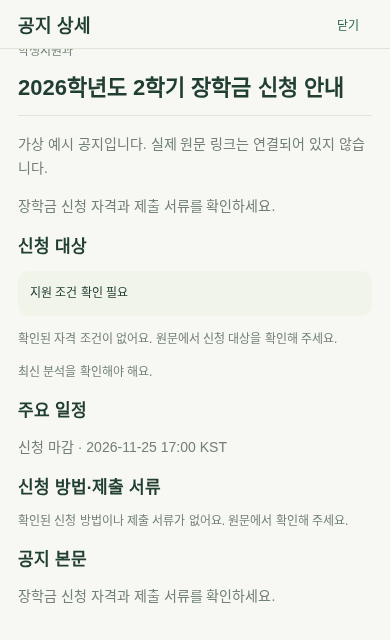 공지 상세
닫기
학생지원과
2026학년도 2학기 장학금 신청 안내
가상 예시 공지입니다. 실제 원문 링크는 연결되어 있지 않습
니다.
장학금 신청 자격과 제출 서류를 확인하세요.
신청 대상
지원 조건 확인 필요
확인된 자격 조건이 없어요. 원문에서 신청 대상을 확인해 주세요.
최신 분석을 확인해야 해요.
주요 일정
신청 마감 · 2026-11-25 17:00 KST
신청 방법·제출 서류
확인된 신청 방법이나 제출 서류가 없어요. 원문에서 확인해 주세요.
공지 본문
장학금 신청 자격과 제출 서류를 확인하세요.